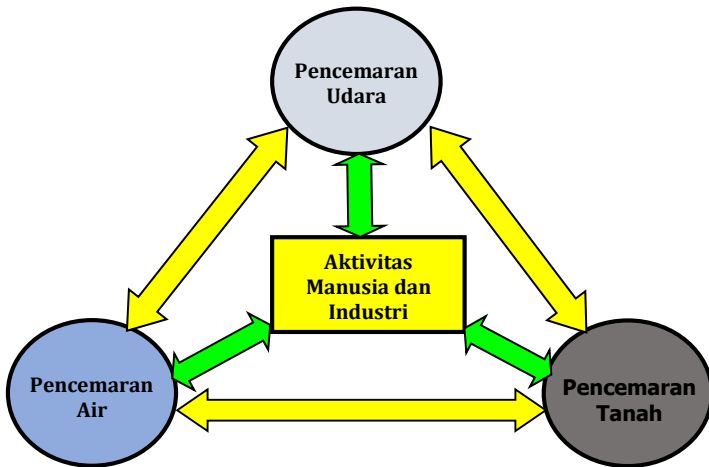 Pencemaran
Udara
Aktivitas
Manusia dan
Industri
Pencemaran
Air
Pencemaran
Tanah